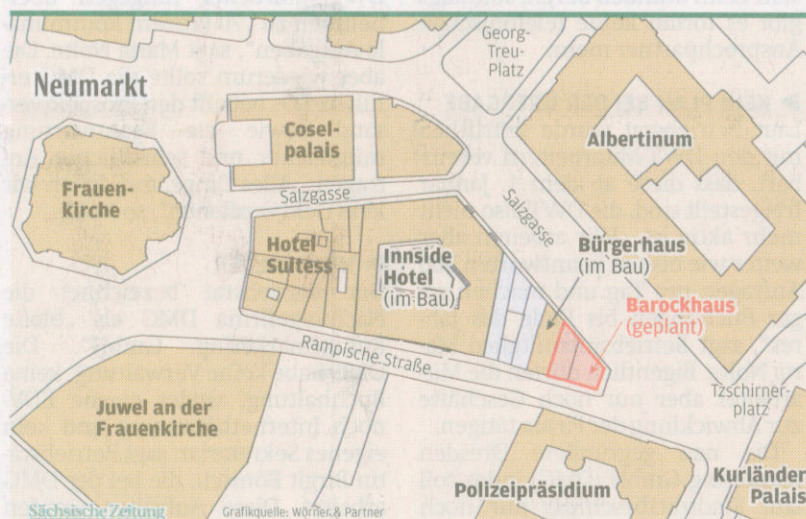 Georg-
Treu-
Platz
Neumarkt
Cosel-
palais
Albertinum
Frauen-
kirche
Salzgasse
Salzgasse
Hotel
Suitess
Innside
Hotel
(im Bau)
Bürgerhaus
(im Bau)
Barockhaus
(geplant)
Rampische Straße
Juwel an der
Frauenkirche
Tzschirner-
platz
Polizeipräsidium
Kurländer
Palais
Sächsische Zeitung
Grafikquelle: Wörner & Partner